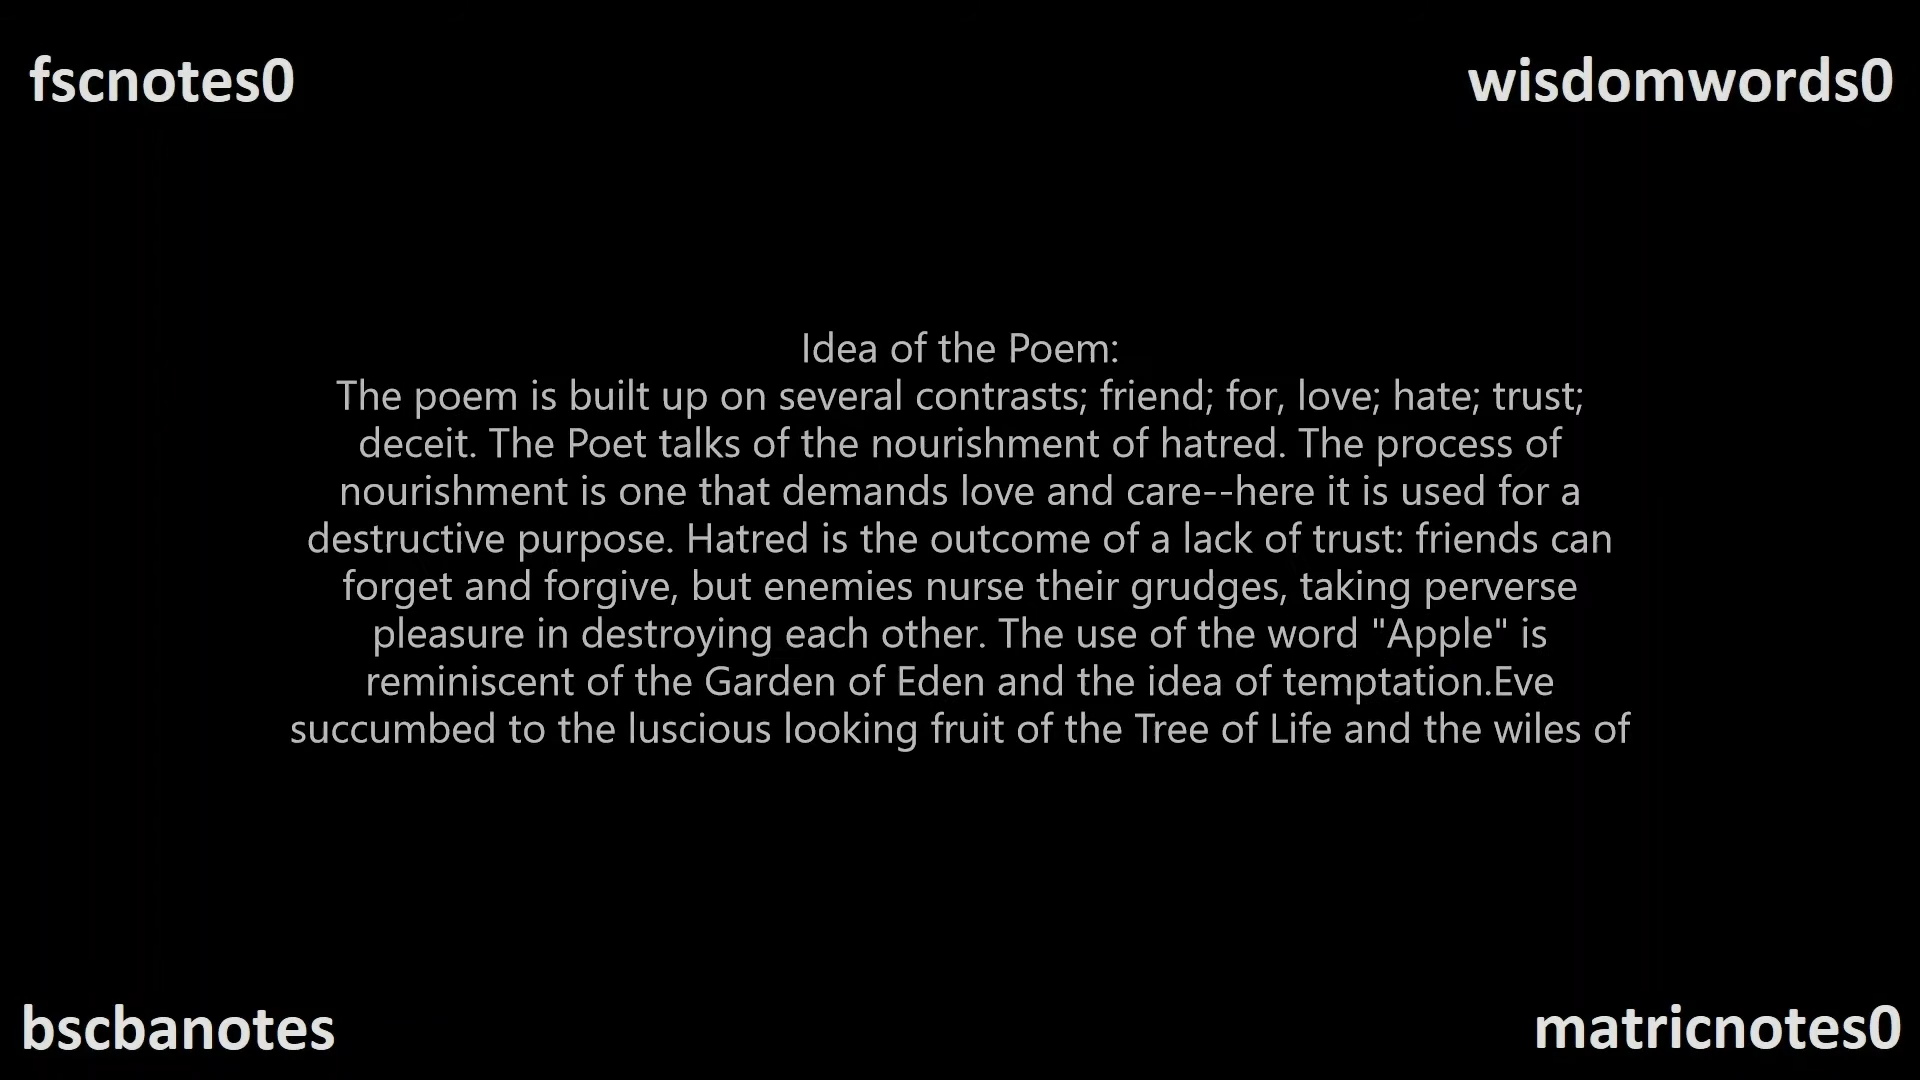 fscnotes0
wisdomwords0
Idea of the Poem:
The poem is built up on several contrasts; friend; for, love; hate; trust;
deceit. The Poet talks of the nourishment of hatred. The process of
nourishment is one that demands love and care--here it is used for a
destructive purpose. Hatred is the outcome of a lack of trust: friends can
forget and forgive, but enemies nurse their grudges, taking perverse
pleasure in destroying each other. The use of the word "Apple" is
reminiscent of the Garden of Eden and the idea of temptation.Eve
succumbed to the luscious looking fruit of the Tree of Life and the wiles of
bscbanotes
matricnotes0